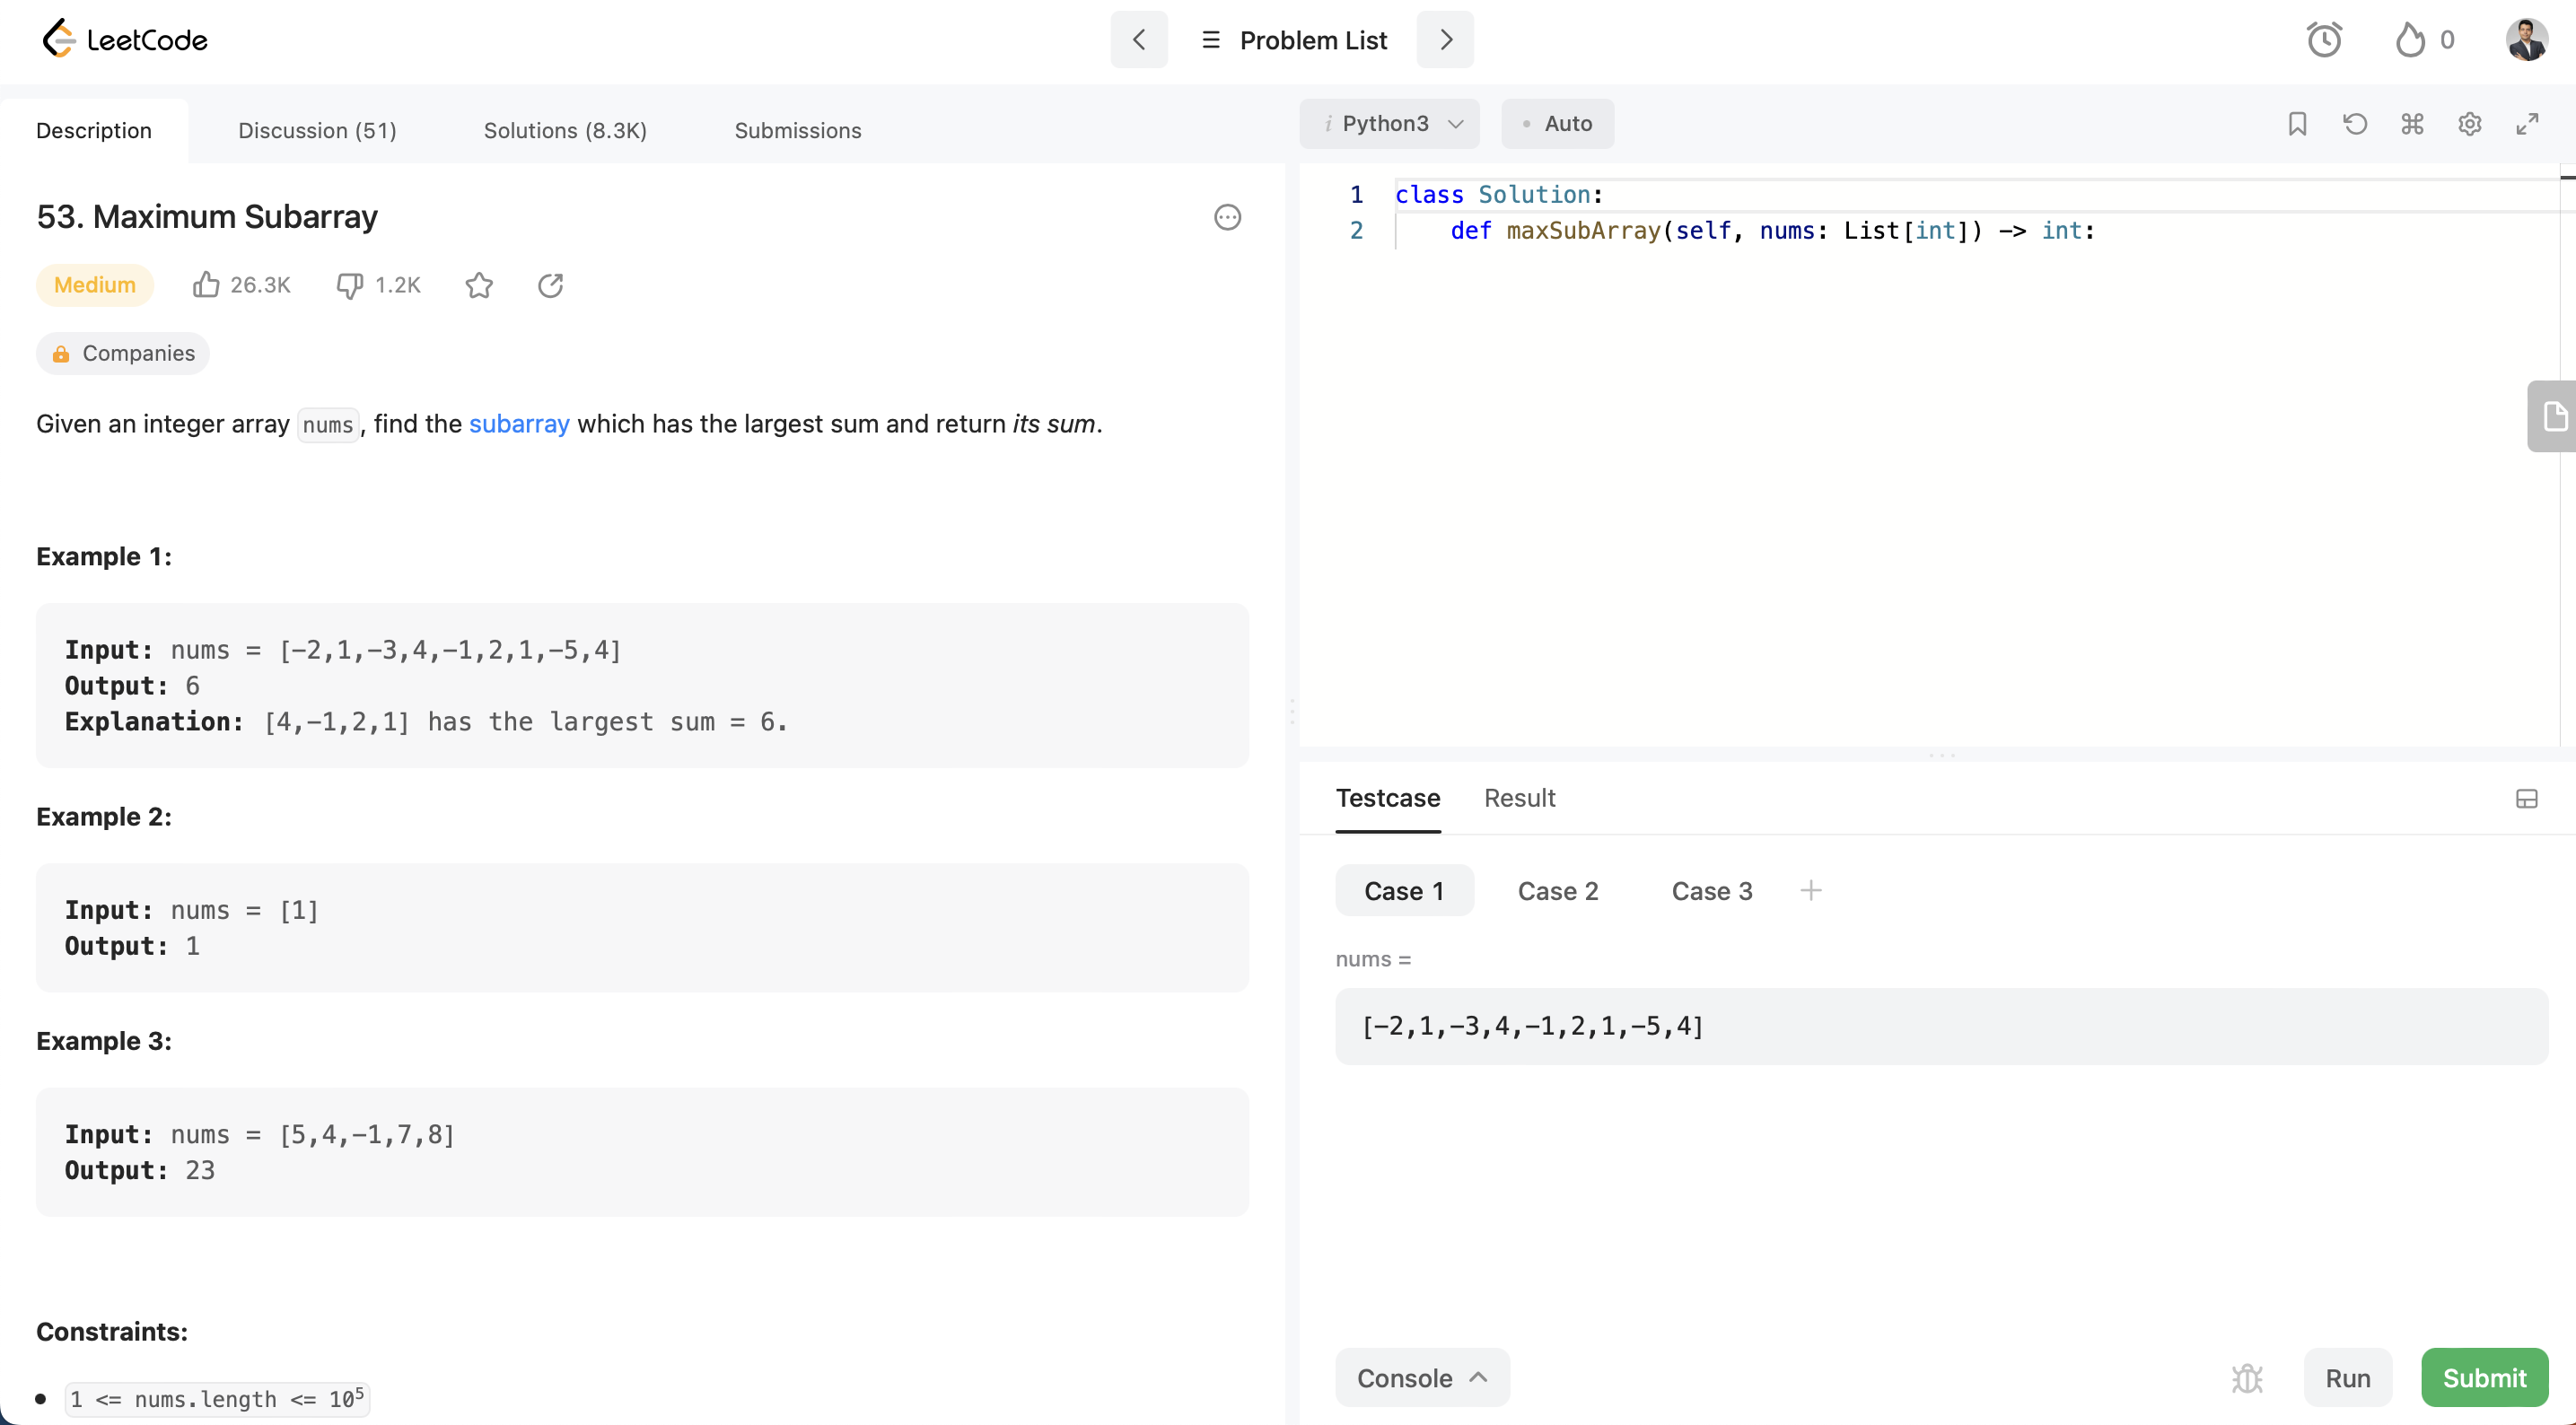 LeetCode
Problem List
0
Description
Discussion (51)
Solutions (8.3K)
Submissions
53. Maximum Subarray
Medium
26.3K
1.2K
Companies
Given an integer array nums, find the subarray which has the largest sum and return its sum.
Example 1:
Input: nums = [-2,1,-3,4,-1,2,1,-5,4]
Output: 6
Explanation: [4,-1,2,1] has the largest sum = 6.
Example 2:
Input: nums = [1]
Output: 1
Example 3:
Input: nums = [5,4,-1,7,8]
Output: 23
Constraints:
• 1 <= nums.length <= 10⁵
i Python3
• Auto
1 class Solution:
2 def maxSubArray(self, nums: List[int]) -> int:
Testcase
Result
Case 1
Case 2
Case 3
+
nums =
[-2,1,-3,4,-1,2,1,-5,4]
Console
Run
Submit